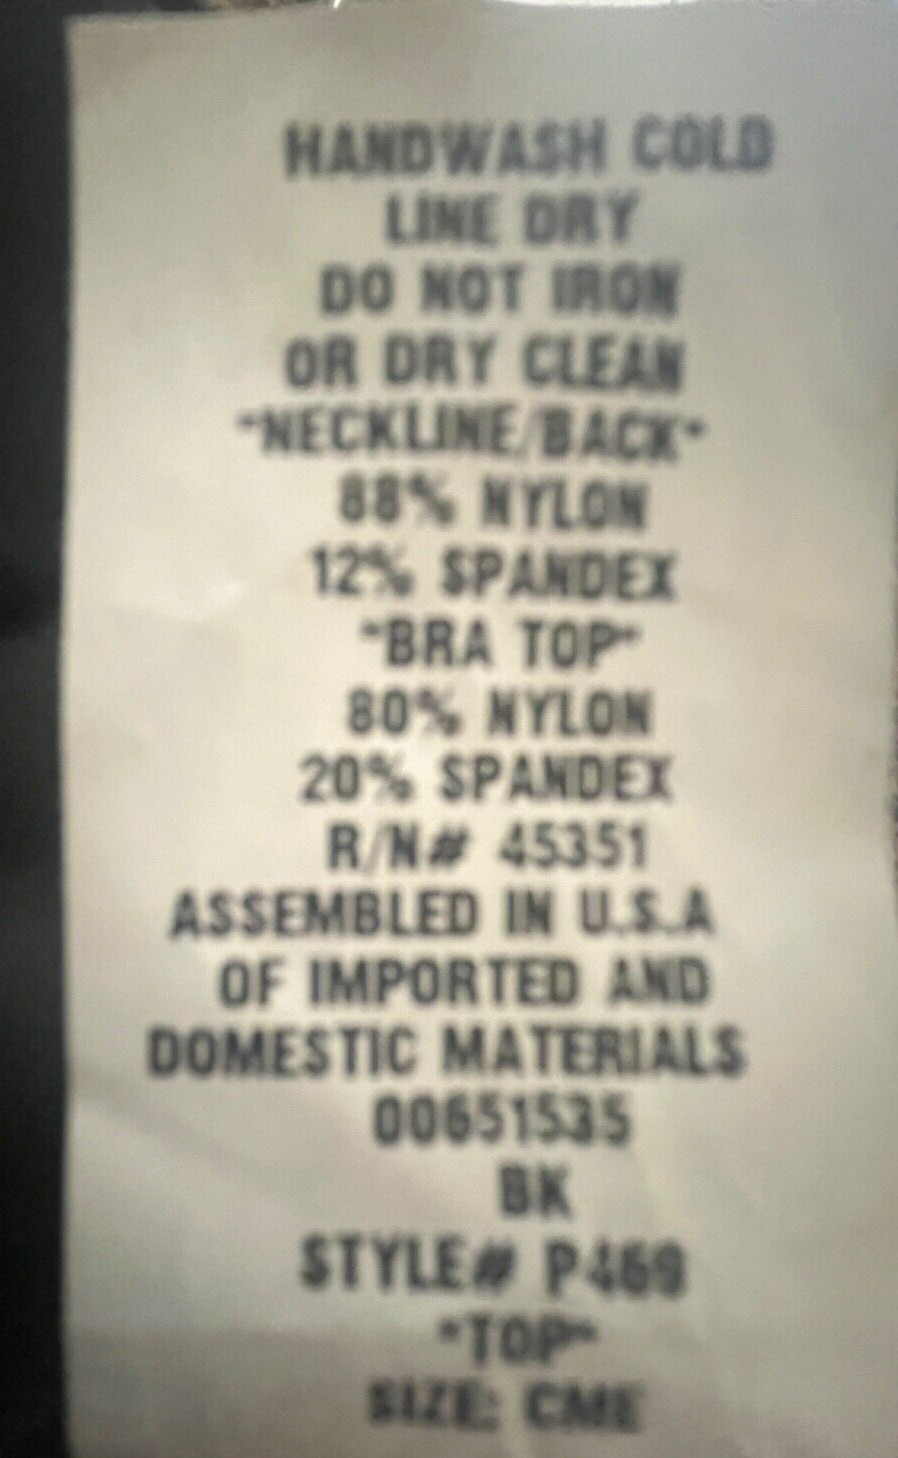 HANDWASH COLD
LINE DRY
DO NOT IRON
OR DRY CLEAN
"NECKLINE/BACK"
88% NYLON
12% SPANDEX
"BRA TOP"
80% NYLON
20% SPANDEX
R/N# 45351
ASSEMBLED IN U.S.A
OF IMPORTED AND
DOMESTIC MATERIALS
00651535
BK
STYLE# P469
"TOP"
SIZE: CME